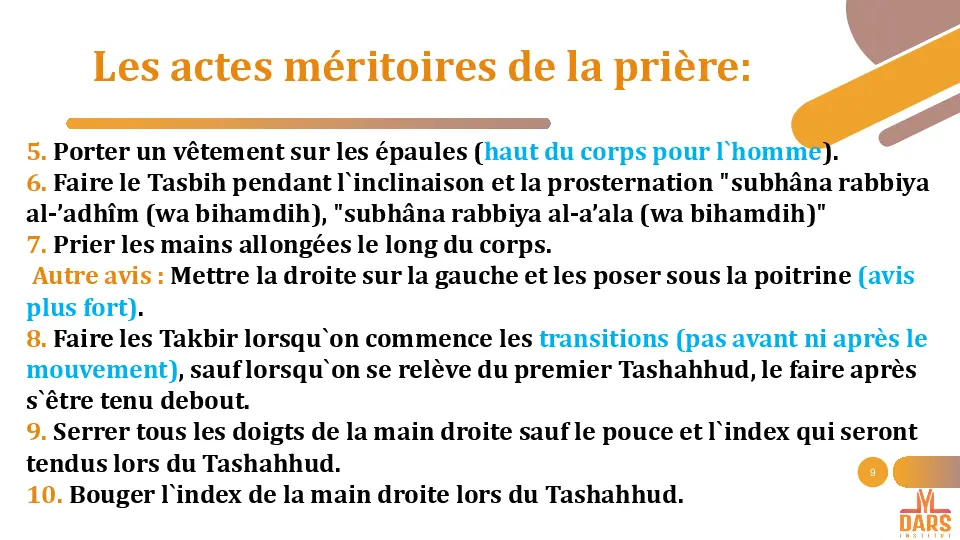 Les actes méritoires de la prière:
5. Porter un vêtement sur les épaules (haut du corps pour l`homme).
6. Faire le Tasbih pendant l`inclinaison et la prosternation "subhâna rabbiya
al-’adhîm (wa bihamdih), "subhâna rabbiya al-a’ala (wa bihamdih)"
7. Prier les mains allongées le long du corps.
Autre avis : Mettre la droite sur la gauche et les poser sous la poitrine (avis
plus fort).
8. Faire les Takbir lorsqu`on commence les transitions (pas avant ni après le
mouvement), sauf lorsqu`on se relève du premier Tashahhud, le faire après
s`être tenu debout.
9. Serrer tous les doigts de la main droite sauf le pouce et l`index qui seront
tendus lors du Tashahhud.
10. Bouger l`index de la main droite lors du Tashahhud.
9
DARS
INSTITUT